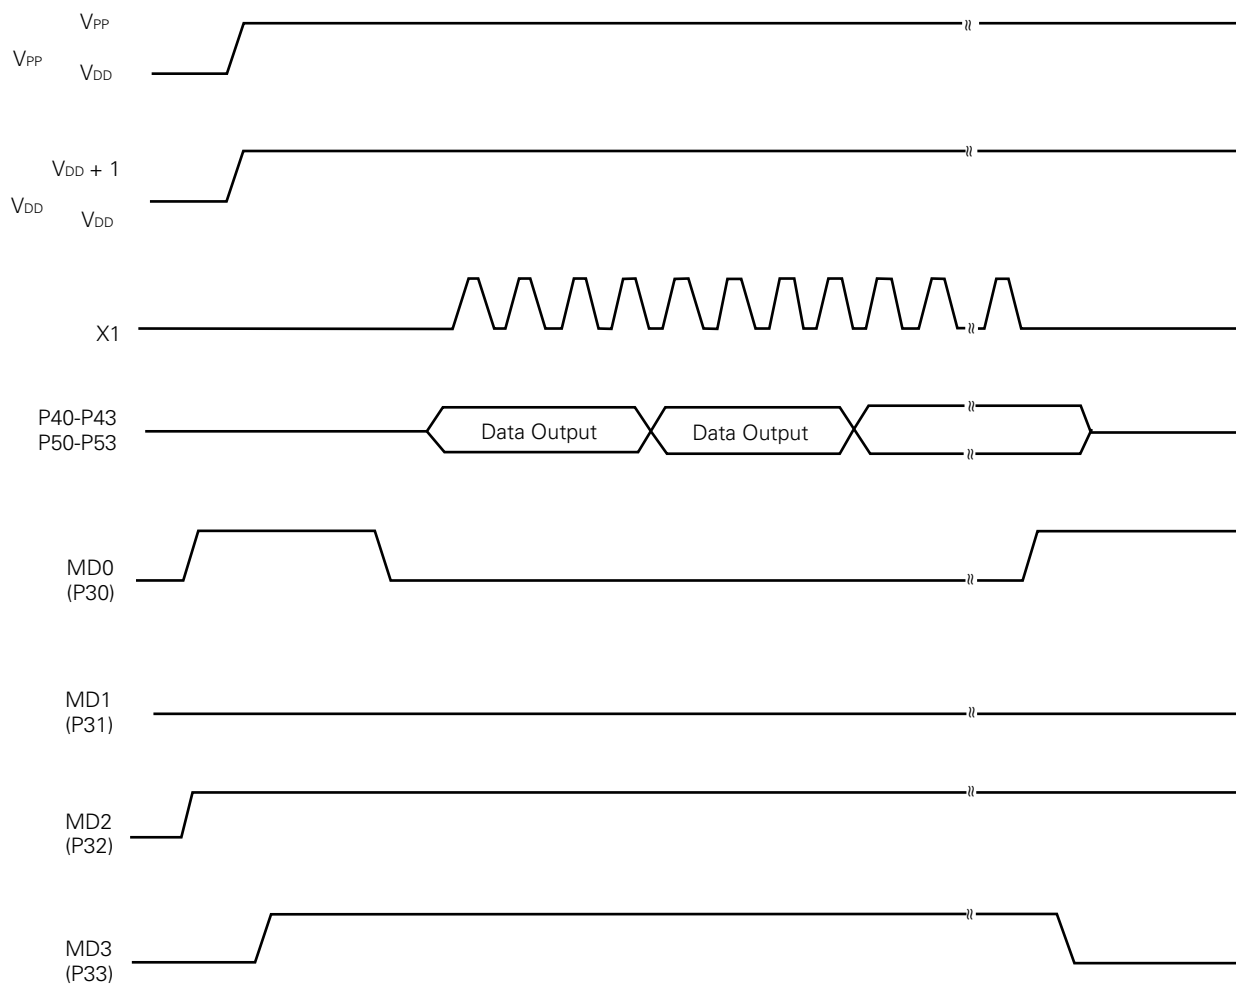 VPP
VPP
VDD
VDD + 1
VDD
VDD
X1
P40-P43
P50-P53
Data Output
Data Output
MD0
(P30)
MD1
(P31)
MD2
(P32)
MD3
(P33)